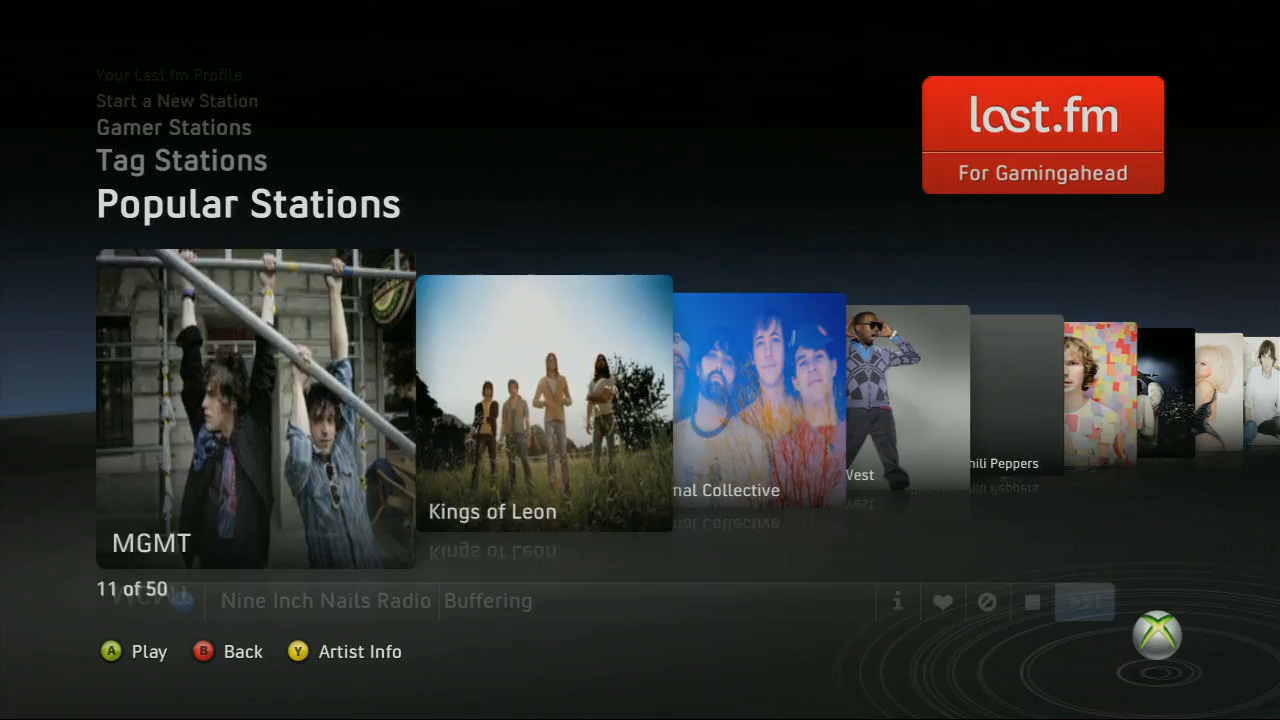 Your Last.fm Profile
Start a New Station
Gamer Stations
Tag Stations
Popular Stations
last.fm
For Gamingahead
MGMT
Kings of Leon
nal Collective
West
hili Peppers
11 of 50
Nine Inch Nails Radio
Buffering
A Play
B Back
Y Artist Info